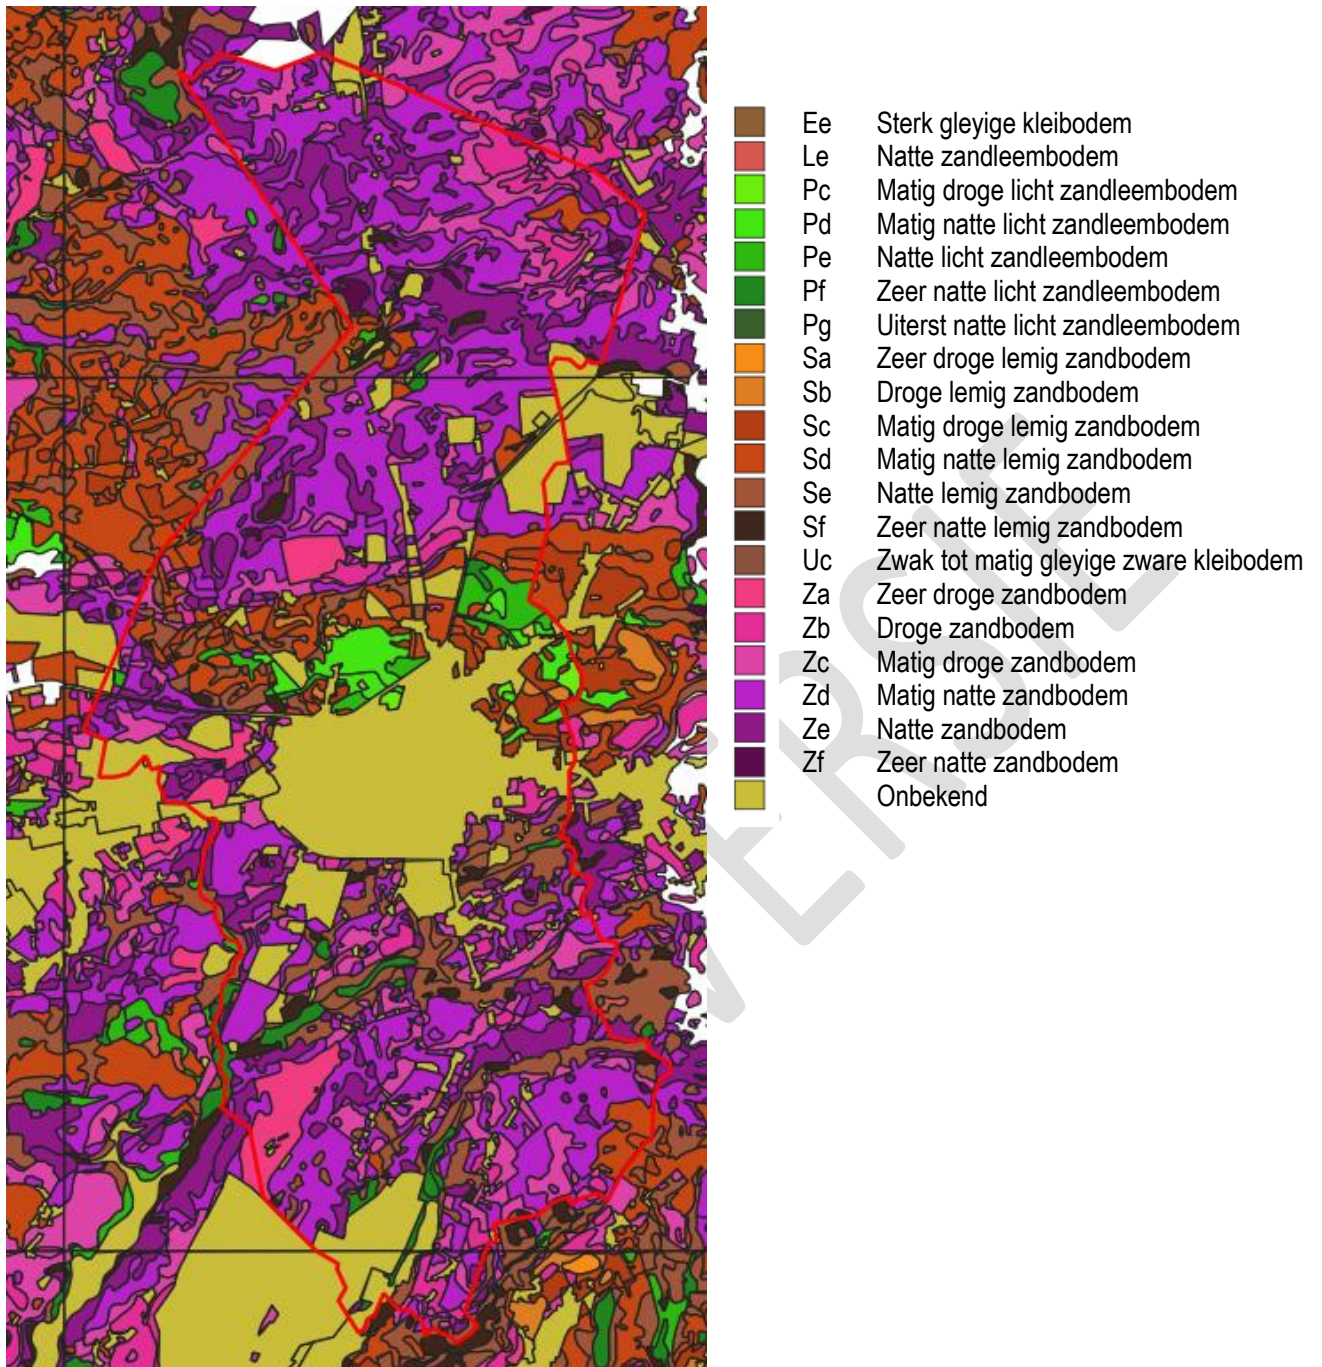 Ee Sterk gleyige kleibodem
Le Natte zandleembodem
Pc Matig droge licht zandleembodem
Pd Matig natte licht zandleembodem
Pe Natte licht zandleembodem
Pf Zeer natte licht zandleembodem
Pg Uiterst natte licht zandleembodem
Sa Zeer droge lemig zandbodem
Sb Droge lemig zandbodem
Sc Matig droge lemig zandbodem
Sd Matig natte lemig zandbodem
Se Natte lemig zandbodem
Sf Zeer natte lemig zandbodem
Uc Zwak tot matig gleyige zware kleibodem
Za Zeer droge zandbodem
Zb Droge zandbodem
Zc Matig droge zandbodem
Zd Matig natte zandbodem
Ze Natte zandbodem
Zf Zeer natte zandbodem
Onbekend
VERSIE